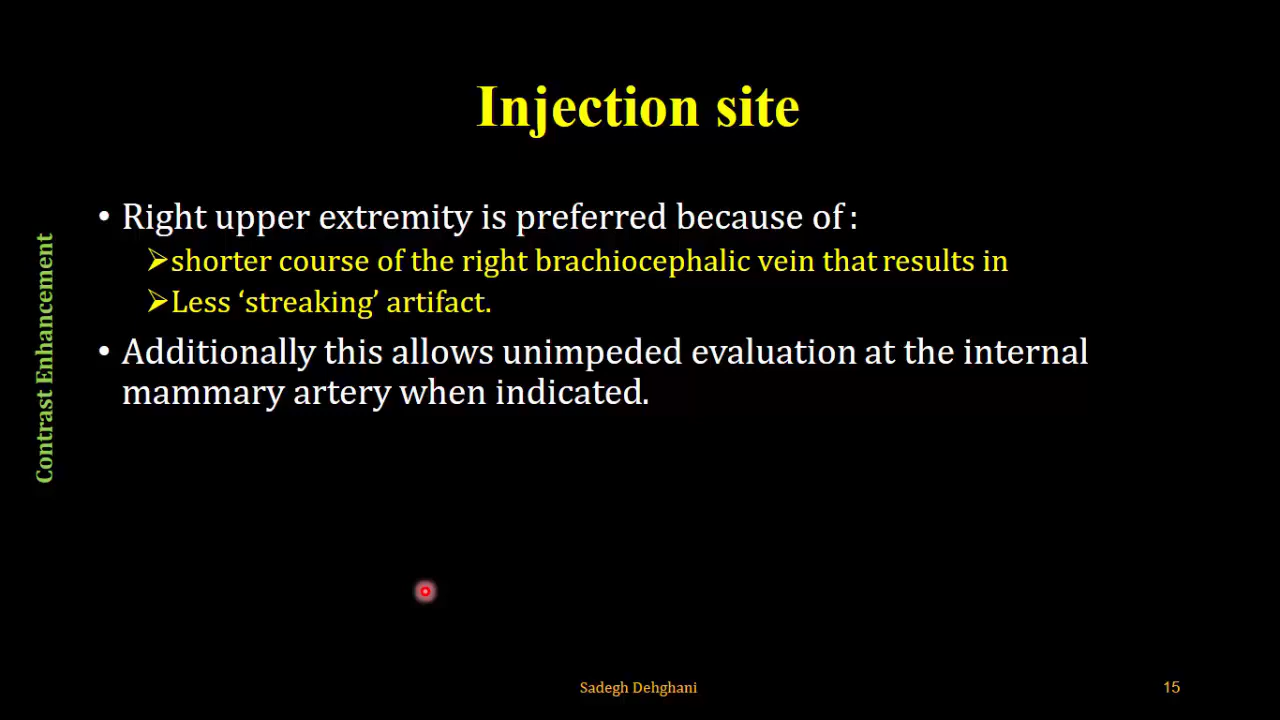 Injection site
• Right upper extremity is preferred because of :
➢shorter course of the right brachiocephalic vein that results in
➢Less ‘streaking’ artifact.
• Additionally this allows unimpeded evaluation at the internal
mammary artery when indicated.
Contrast Enhancement
Sadegh Dehghani
15